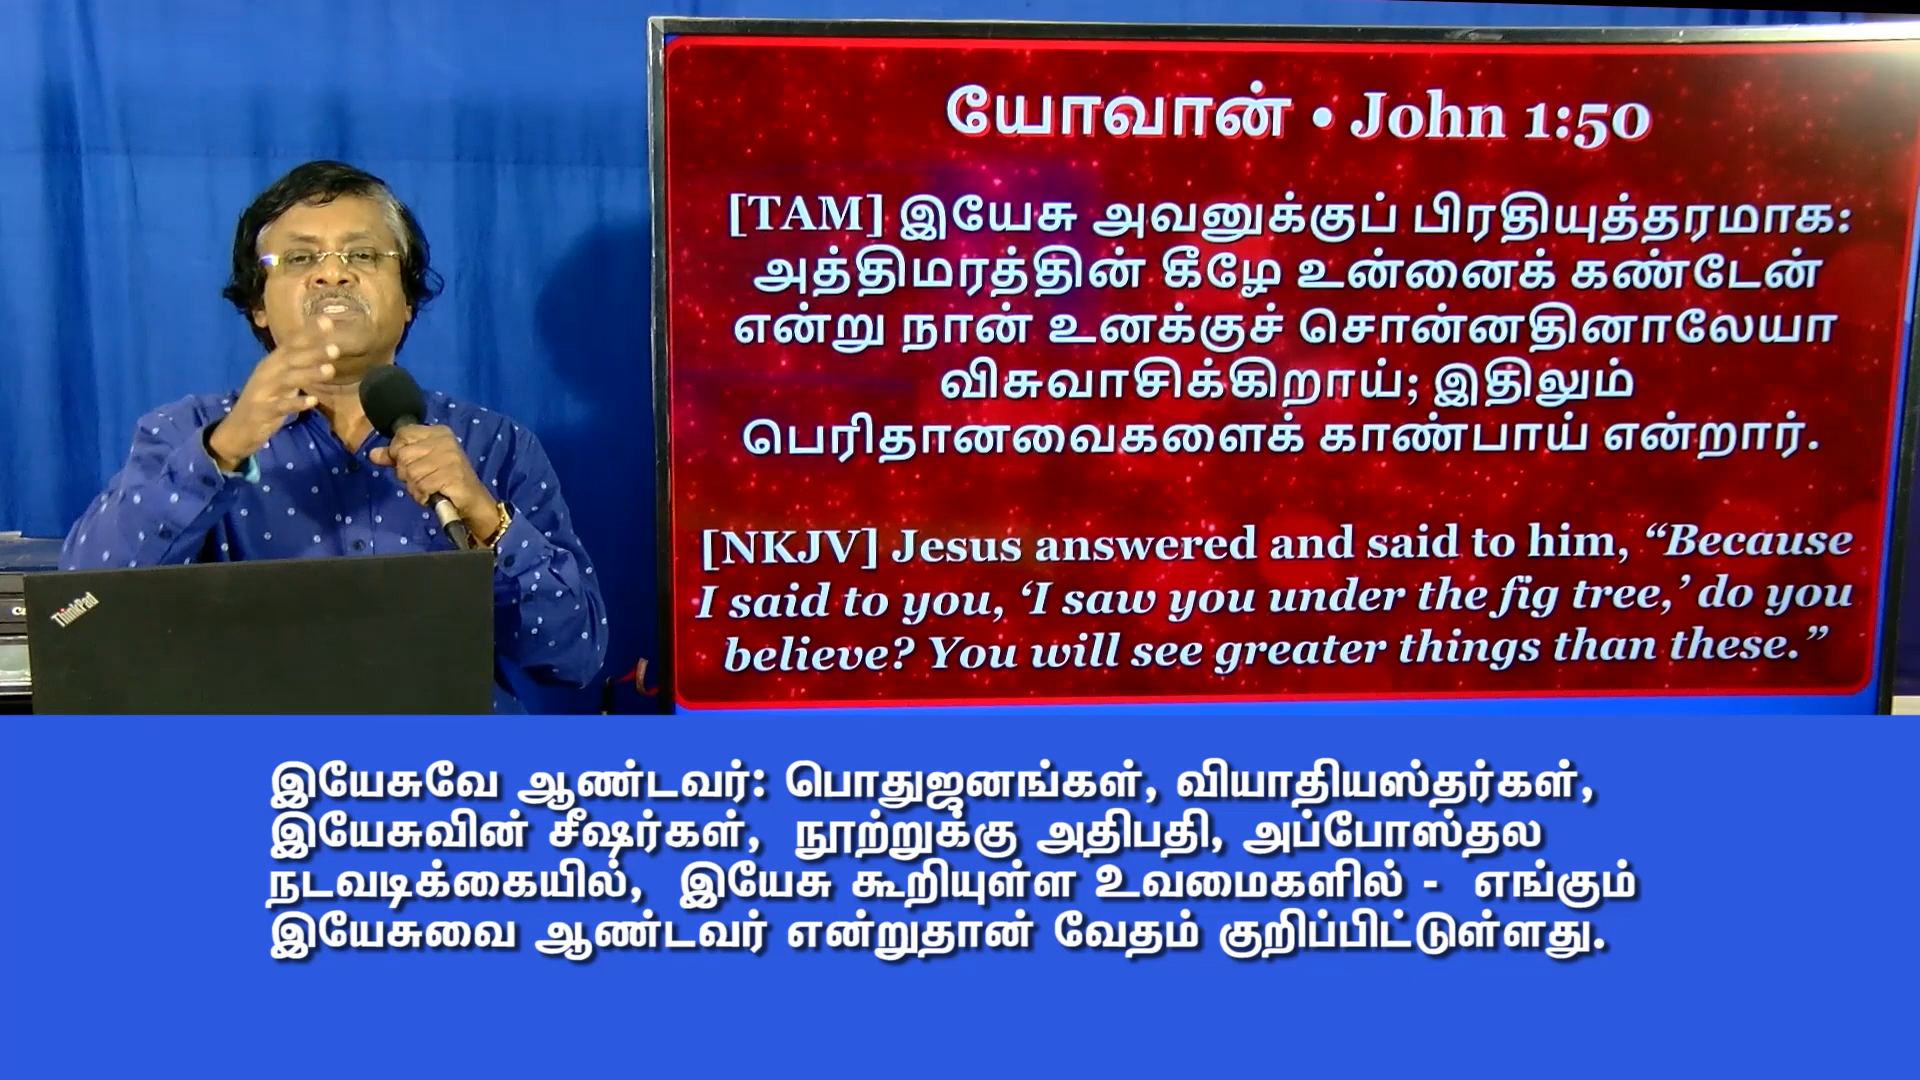 யோவான் • John 1:50
[TAM] இயேசு அவனுக்குப் பிரதியுத்தரமாக:
அத்திமரத்தின் கீழே உன்னைக் கண்டேன்
என்று நான் உனக்குச் சொன்னதினாலேயா
விசுவாசிக்கிறாய்; இதிலும்
பெரிதானவைகளைக் காண்பாய் என்றார்.
[NKJV] Jesus answered and said to him, “Because
I said to you, ‘I saw you under the fig tree,’ do you
believe? You will see greater things than these.”
ThinkPad
இயேசுவே ஆண்டவர்: பொதுஜனங்கள், வியாதியஸ்தர்கள்,
இயேசுவின் சீஷர்கள், நூற்றுக்கு அதிபதி, அப்போஸ்தல
நடவடிக்கையில், இயேசு கூறியுள்ள உவமைகளில் - எங்கும்
இயேசுவை ஆண்டவர் என்றுதான் வேதம் குறிப்பிட்டுள்ளது.